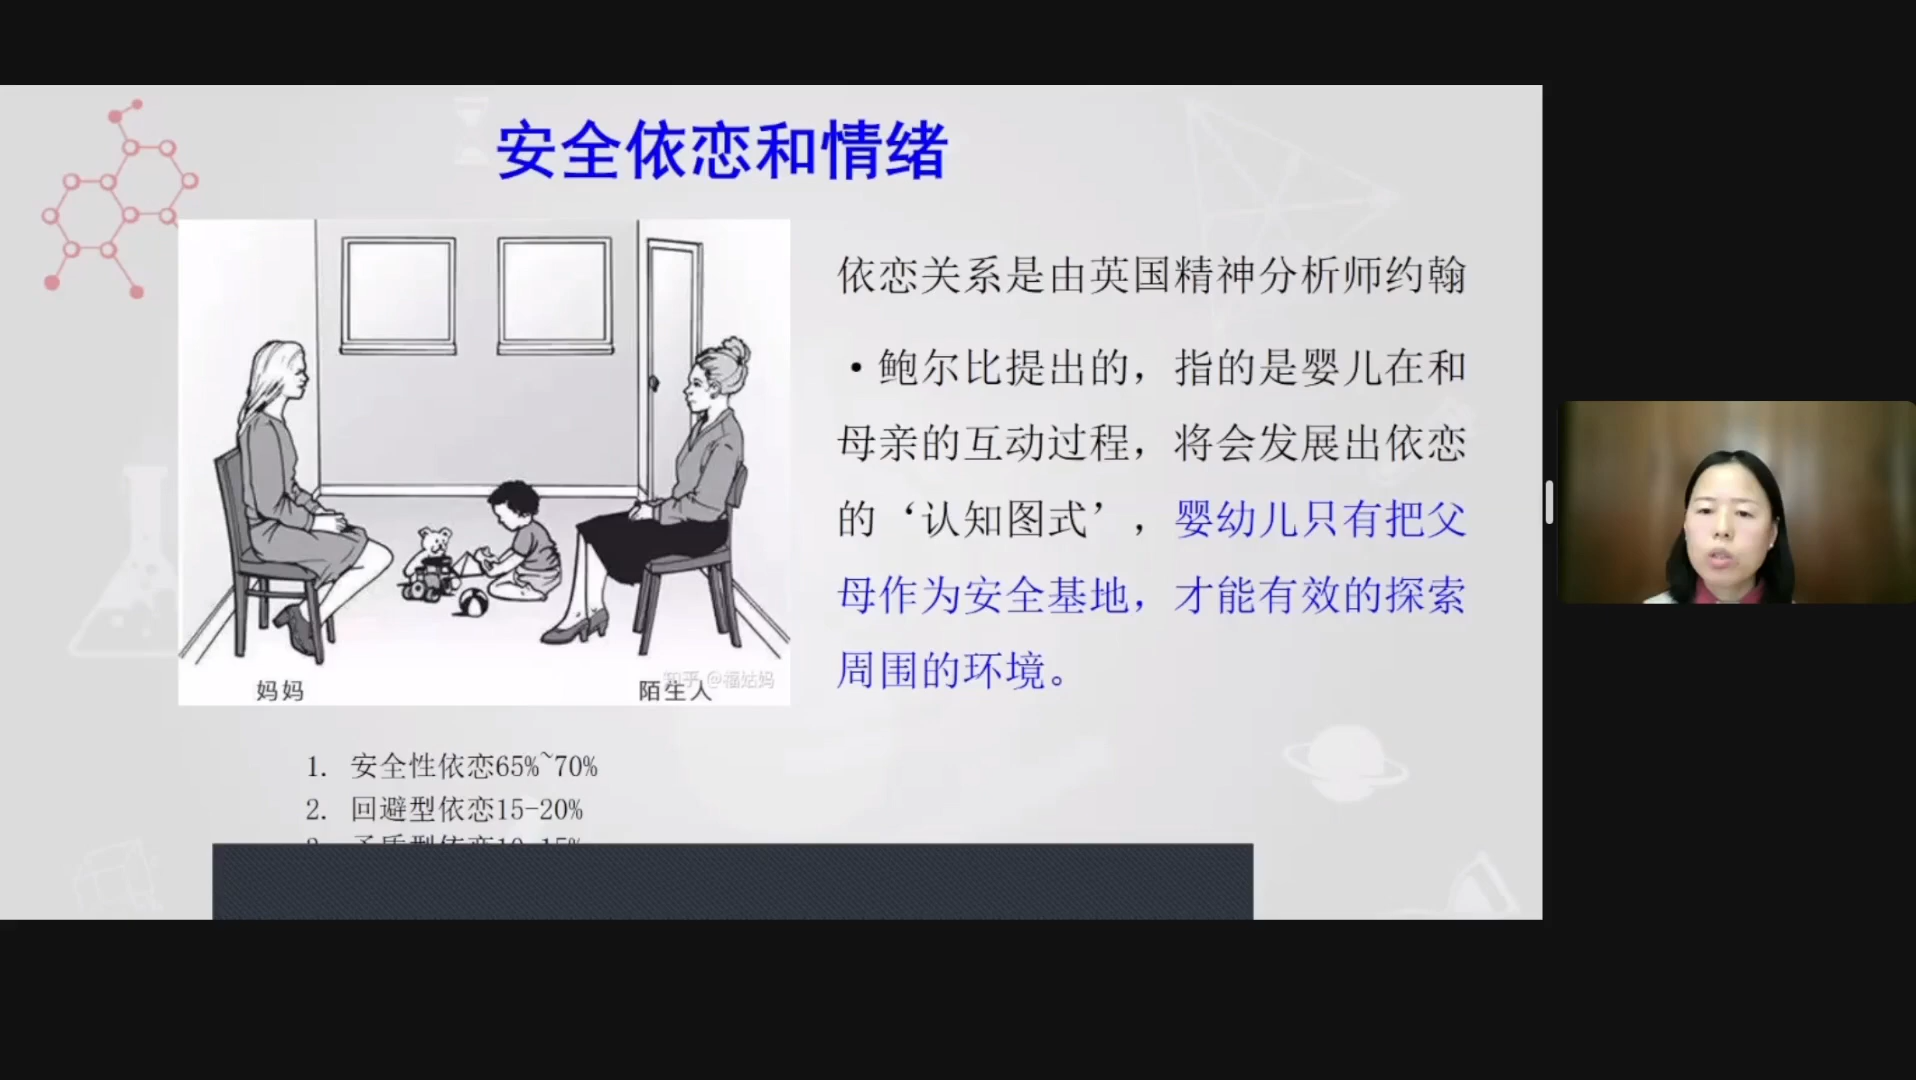 安全依恋和情绪
依恋关系是由英国精神分析师约翰
·鲍尔比提出的，指的是婴儿在和
母亲的互动过程，将会发展出依恋
的‘认知图式’，婴幼儿只有把父
母作为安全基地，才能有效的探索
周围的环境。
知乎 @福姑妈
妈妈
陌生人
1. 安全性依恋65%~70%
2. 回避型依恋15-20%